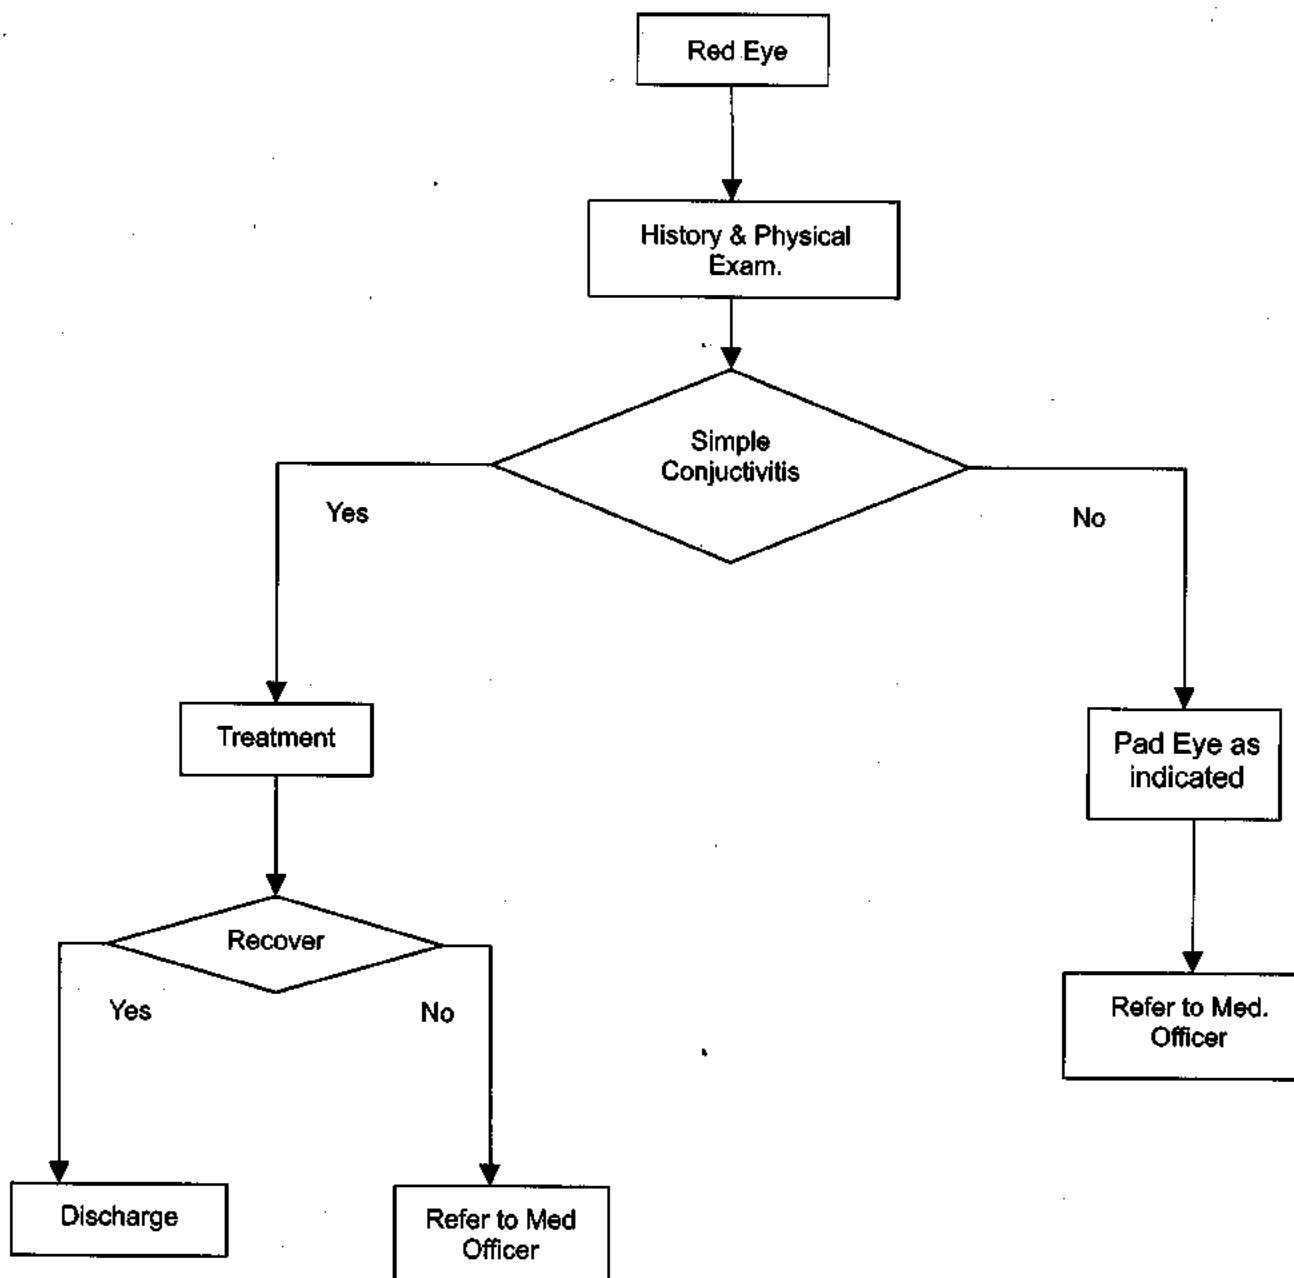 Red Eye
History & Physical
Exam.
Simple
Conjuctivitis
Yes
No
Treatment
Pad Eye as
indicated
Recover
Yes
No
Refer to Med.
Officer
Discharge
Refer to Med
Officer